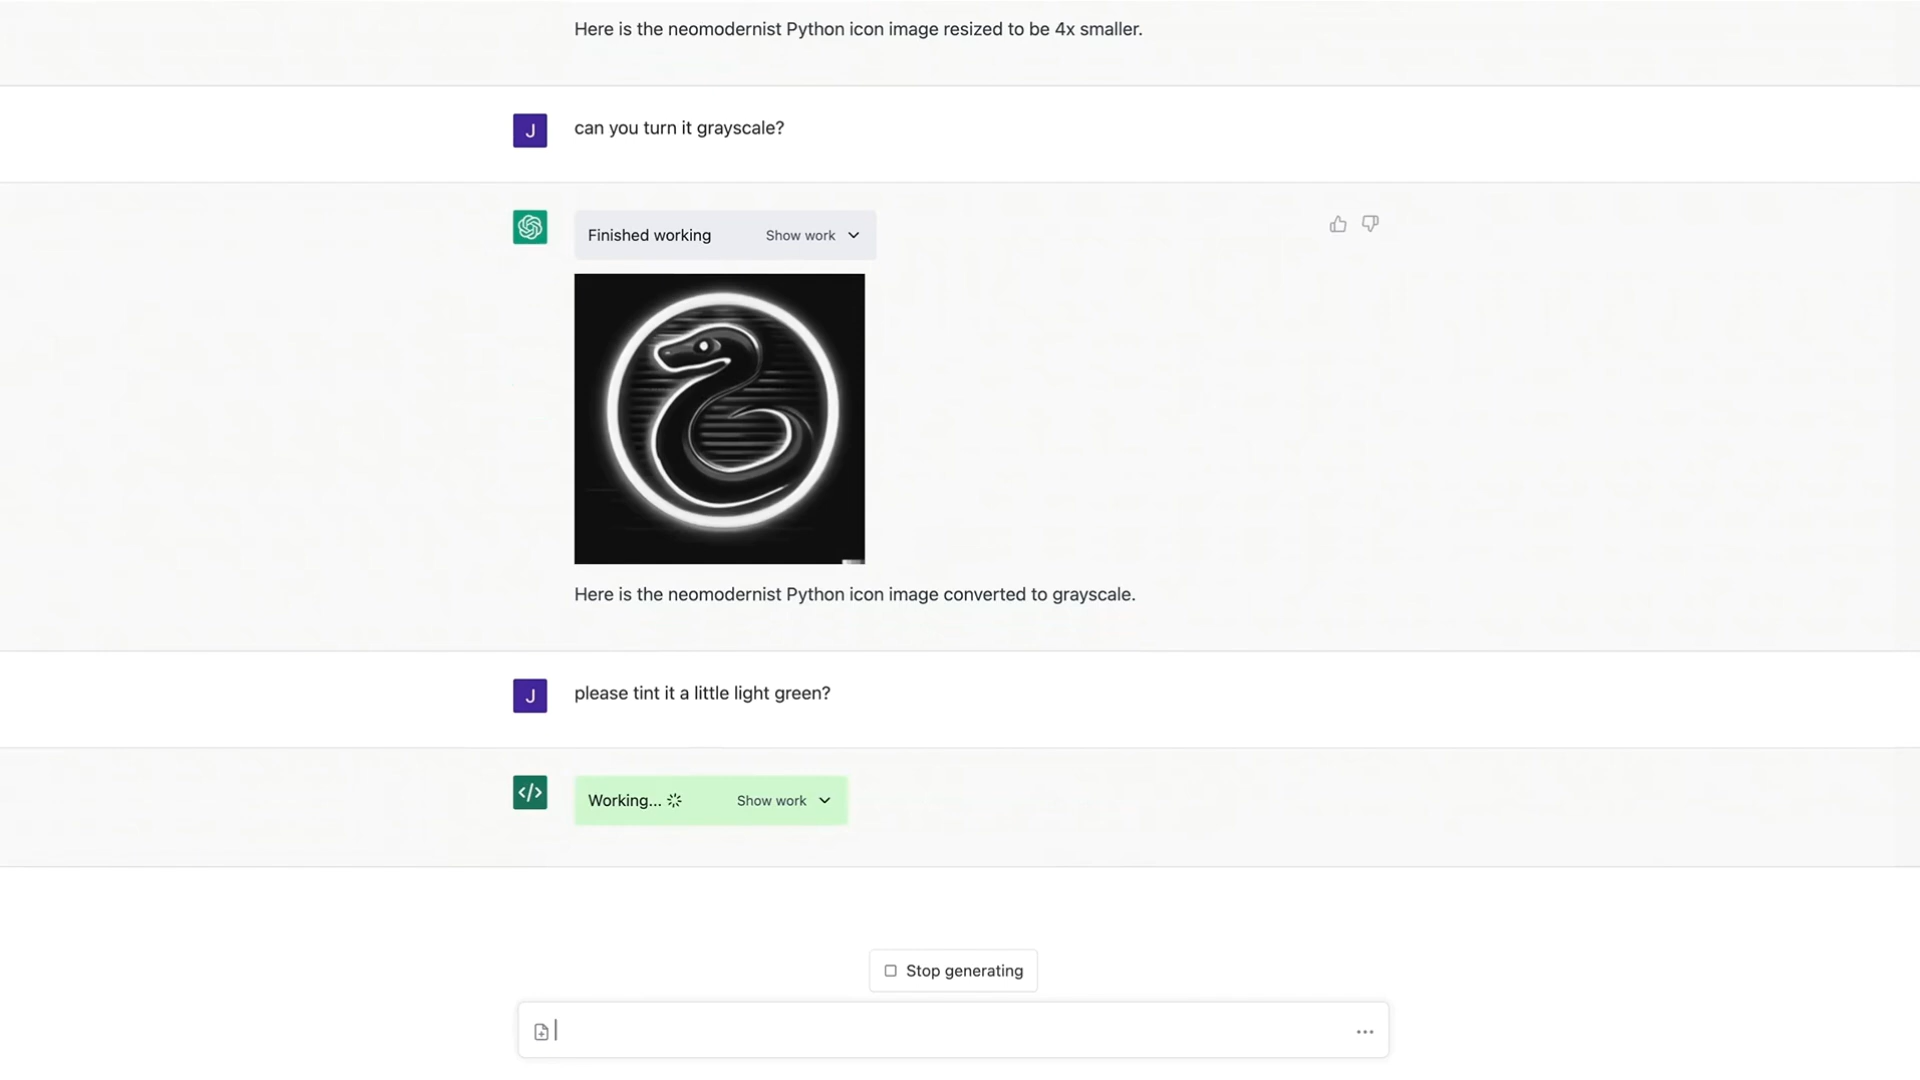 Here is the neomodernist Python icon image resized to be 4x smaller.
J
can you turn it grayscale?
Finished working
Show work
Here is the neomodernist Python icon image converted to grayscale.
J
please tint it a little light green?
</>
Working...
Show work
Stop generating